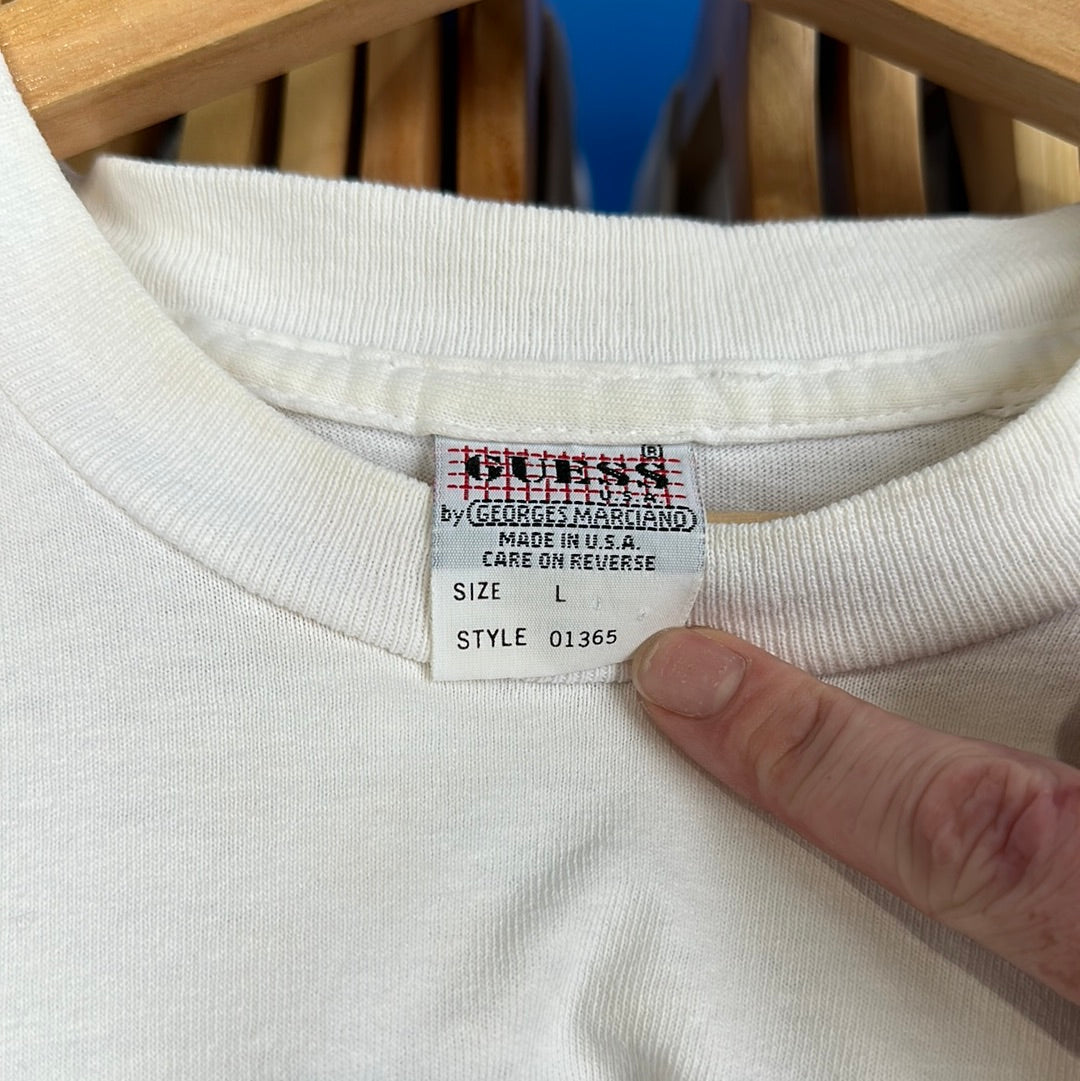 GUESS ®
U.S.A.
by GEORGES MARCIANO
MADE IN U.S.A.
CARE ON REVERSE
SIZE L
STYLE 01365